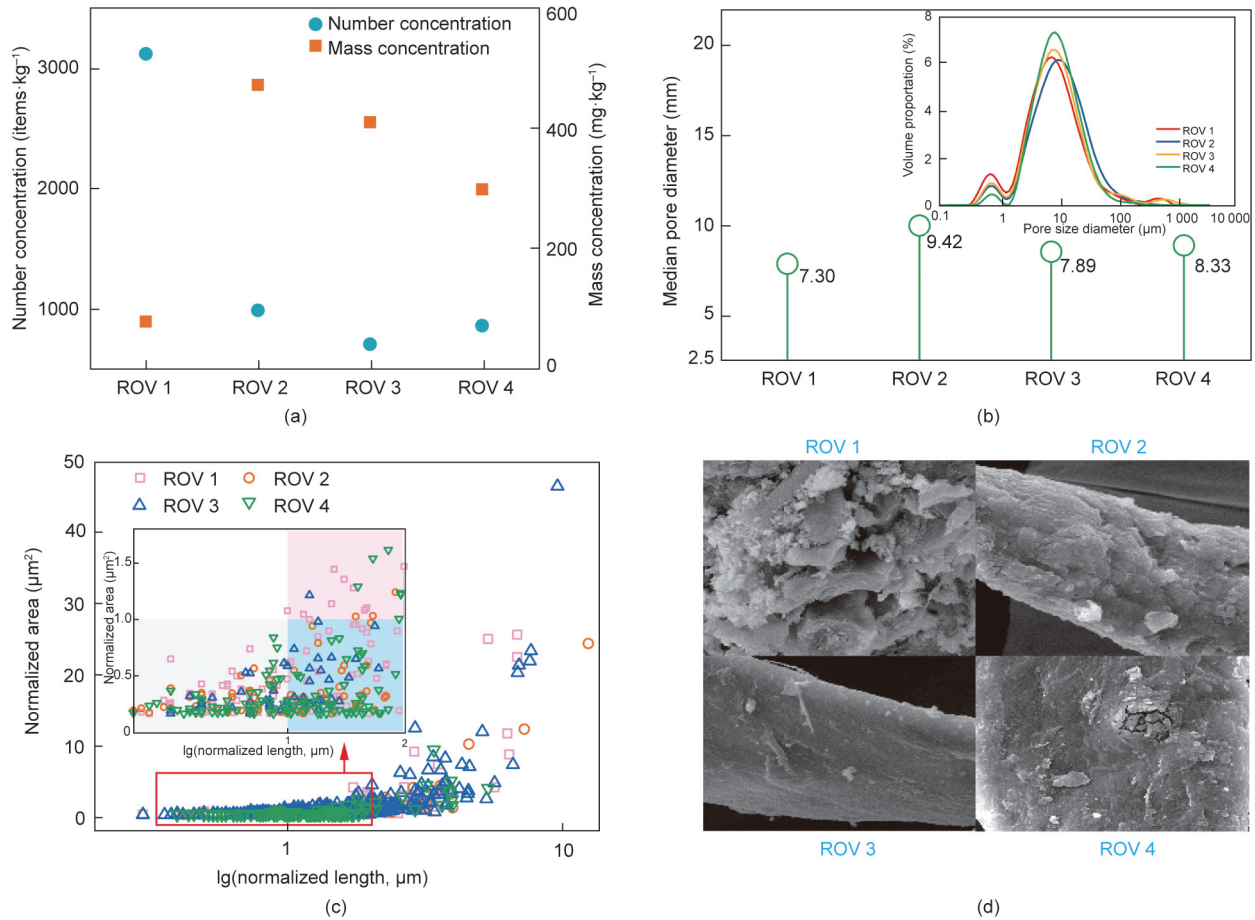 600
Number concentration
Mass concentration
3000
400
2000
200
1000
0
Number concentration (items·kg⁻¹)
Mass concentration (mg·kg⁻¹)
ROV 1 ROV 2 ROV 3 ROV 4
(a)
20
15
10
5
2.5
Median pore diameter (mm)
7.30
9.42
7.89
8.33
ROV 1 ROV 2 ROV 3 ROV 4
8
6
4
2
0
Volume proportation (%)
ROV 1
ROV 2
ROV 3
ROV 4
0.1 1 10 100 1 000 10 000
Pore size diameter (µm)
(b)
50
40
30
20
10
0
Normalized area (µm²)
ROV 1 ROV 2
ROV 3 ROV 4
1.5
1.0
0.5
0
Normalized area (µm²)
1 2
lg(normalized length, µm)
1 10
lg(normalized length, µm)
(c)
ROV 1 ROV 2
ROV 3 ROV 4
(d)